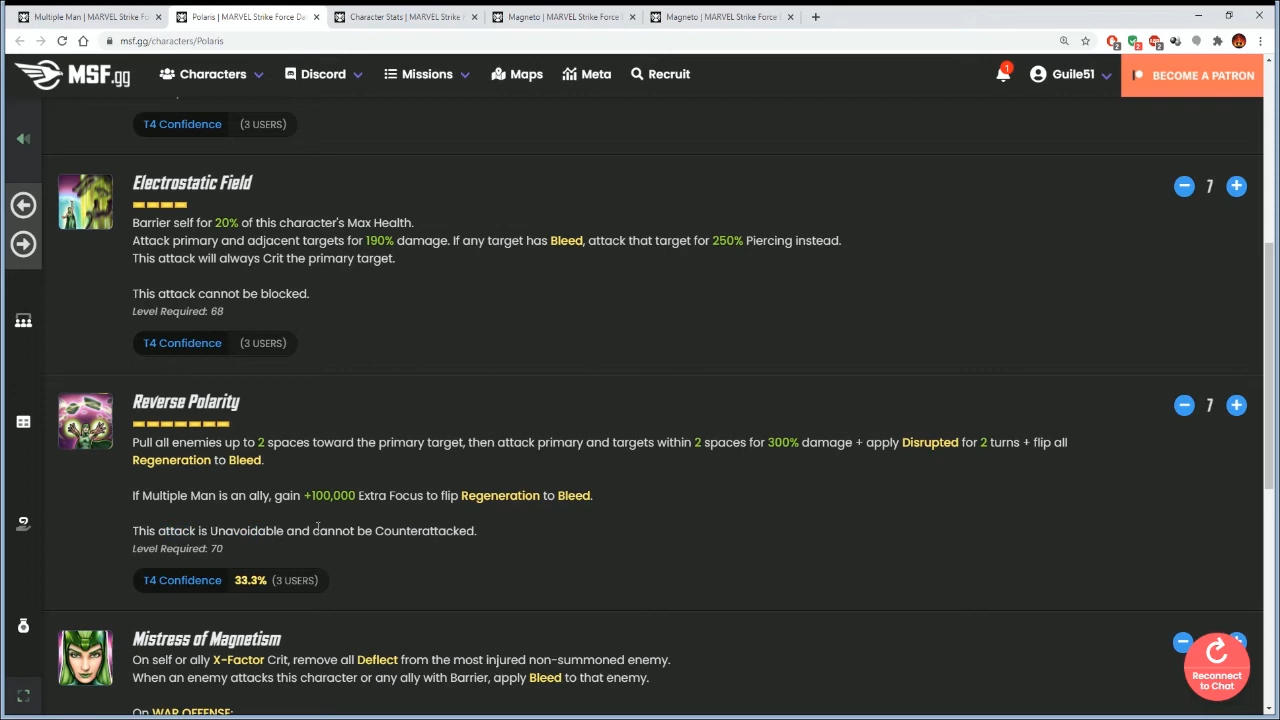 Multiple Man | MARVEL Strike Fo
Polaris | MARVEL Strike Force Da
Character Stats | MARVEL Strike F
Magneto | MARVEL Strike Force
Magneto | MARVEL Strike Force
msf.gg/characters/Polaris
MSF.gg
Characters
Discord
Missions
Maps
Meta
Recruit
1
Guile51
BECOME A PATRON
T4 Confidence (3 USERS)
Electrostatic Field
7
Barrier self for 20% of this character's Max Health.
Attack primary and adjacent targets for 190% damage. If any target has Bleed, attack that target for 250% Piercing instead.
This attack will always Crit the primary target.
This attack cannot be blocked.
Level Required: 68
T4 Confidence (3 USERS)
Reverse Polarity
7
Pull all enemies up to 2 spaces toward the primary target, then attack primary and targets within 2 spaces for 300% damage + apply Disrupted for 2 turns + flip all
Regeneration to Bleed.
If Multiple Man is an ally, gain +100,000 Extra Focus to flip Regeneration to Bleed.
This attack is Unavoidable and cannot be Counterattacked.
Level Required: 70
T4 Confidence 33.3% (3 USERS)
Mistress of Magnetism
On self or ally X-Factor Crit, remove all Deflect from the most injured non-summoned enemy.
When an enemy attacks this character or any ally with Barrier, apply Bleed to that enemy.
On WAR OFFENSE:
Reconnect
to Chat